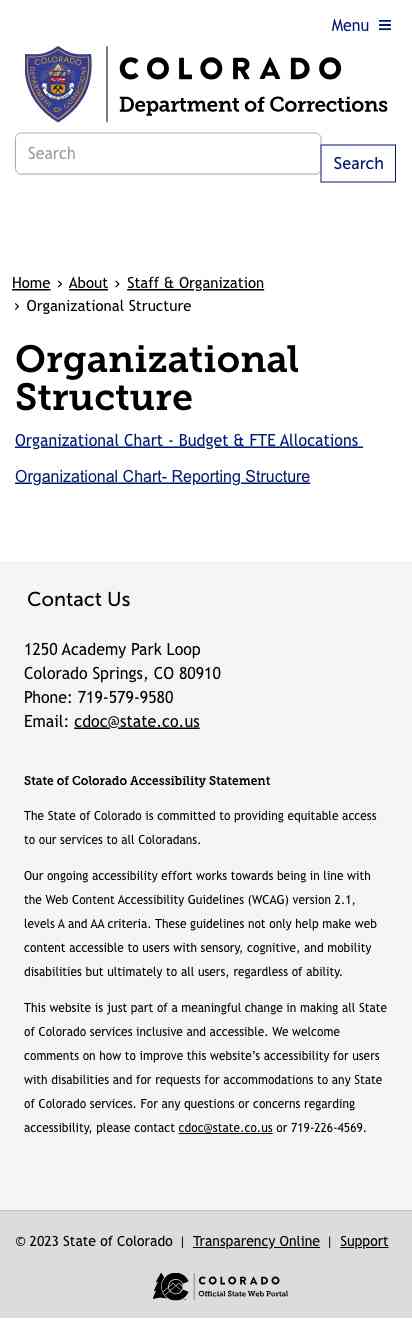 Menu
COLORADO
Department of Corrections
Search
Search
Home › About › Staff & Organization
› Organizational Structure
Organizational
Structure
Organizational Chart - Budget & FTE Allocations
Organizational Chart- Reporting Structure
Contact Us
1250 Academy Park Loop
Colorado Springs, CO 80910
Phone: 719-579-9580
Email: cdoc@state.co.us
State of Colorado Accessibility Statement
The State of Colorado is committed to providing equitable access
to our services to all Coloradans.
Our ongoing accessibility effort works towards being in line with
the Web Content Accessibility Guidelines (WCAG) version 2.1,
levels A and AA criteria. These guidelines not only help make web
content accessible to users with sensory, cognitive, and mobility
disabilities but ultimately to all users, regardless of ability.
This website is just part of a meaningful change in making all State
of Colorado services inclusive and accessible. We welcome
comments on how to improve this website’s accessibility for users
with disabilities and for requests for accommodations to any State
of Colorado services. For any questions or concerns regarding
accessibility, please contact cdoc@state.co.us or 719-226-4569.
© 2023 State of Colorado | Transparency Online | Support
COLORADO
Official State Web Portal